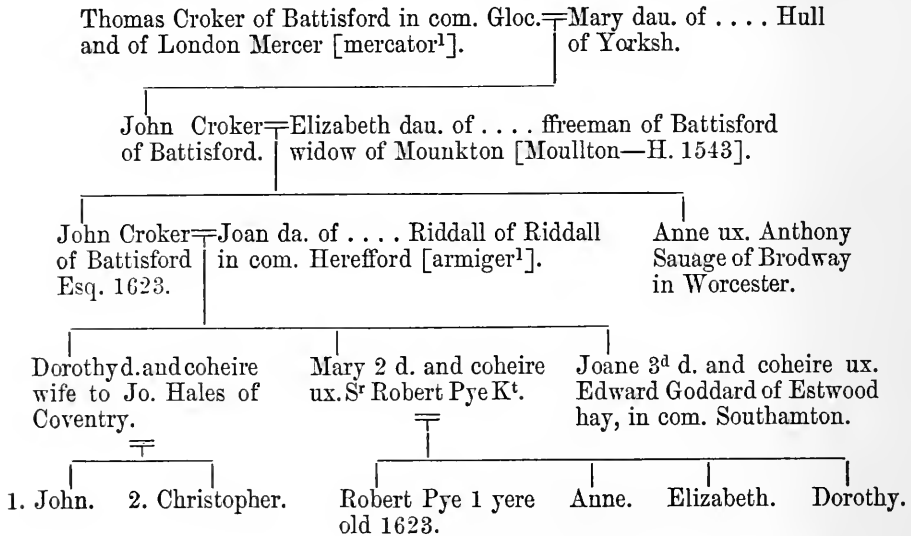 Thomas Croker of Battisford in com. Gloc.=Mary dau. of .... Hull
and of London Mercer [mercator¹]. of Yorksh.
John Croker=Elizabeth dau. of .... ffreeman of Battisford
of Battisford. widow of Mounkton [Moullton—H. 1543].
John Croker=Joan da. of .... Riddall of Riddall
of Battisford in com. Herefford [armiger¹].
Esq. 1623.
Anne ux. Anthony
Sauage of Brodway
in Worcester.
Dorothy d. and coheire
wife to Jo. Hales of
Coventry.
Mary 2 d. and coheire
ux. Sʳ Robert Pye Kᵗ.
Joane 3ᵈ d. and coheire ux.
Edward Goddard of Estwood
hay, in com. Southamton.
1. John. 2. Christopher.
Robert Pye 1 yere
old 1623.
Anne. Elizabeth. Dorothy.